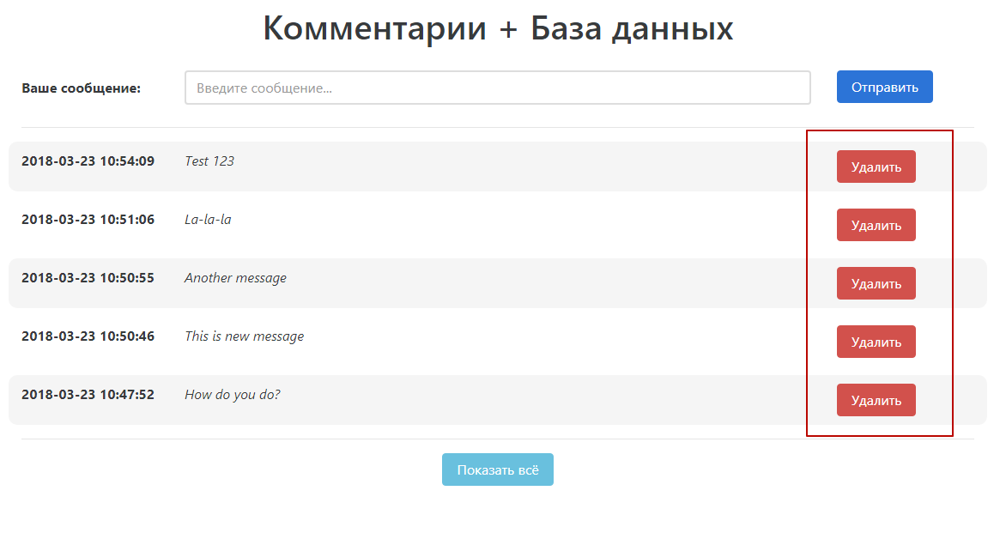 Комментарии + База данных
Ваше сообщение: Введите сообщение... Отправить
2018-03-23 10:54:09 Test 123 Удалить
2018-03-23 10:51:06 La-la-la Удалить
2018-03-23 10:50:55 Another message Удалить
2018-03-23 10:50:46 This is new message Удалить
2018-03-23 10:47:52 How do you do? Удалить
Показать всё